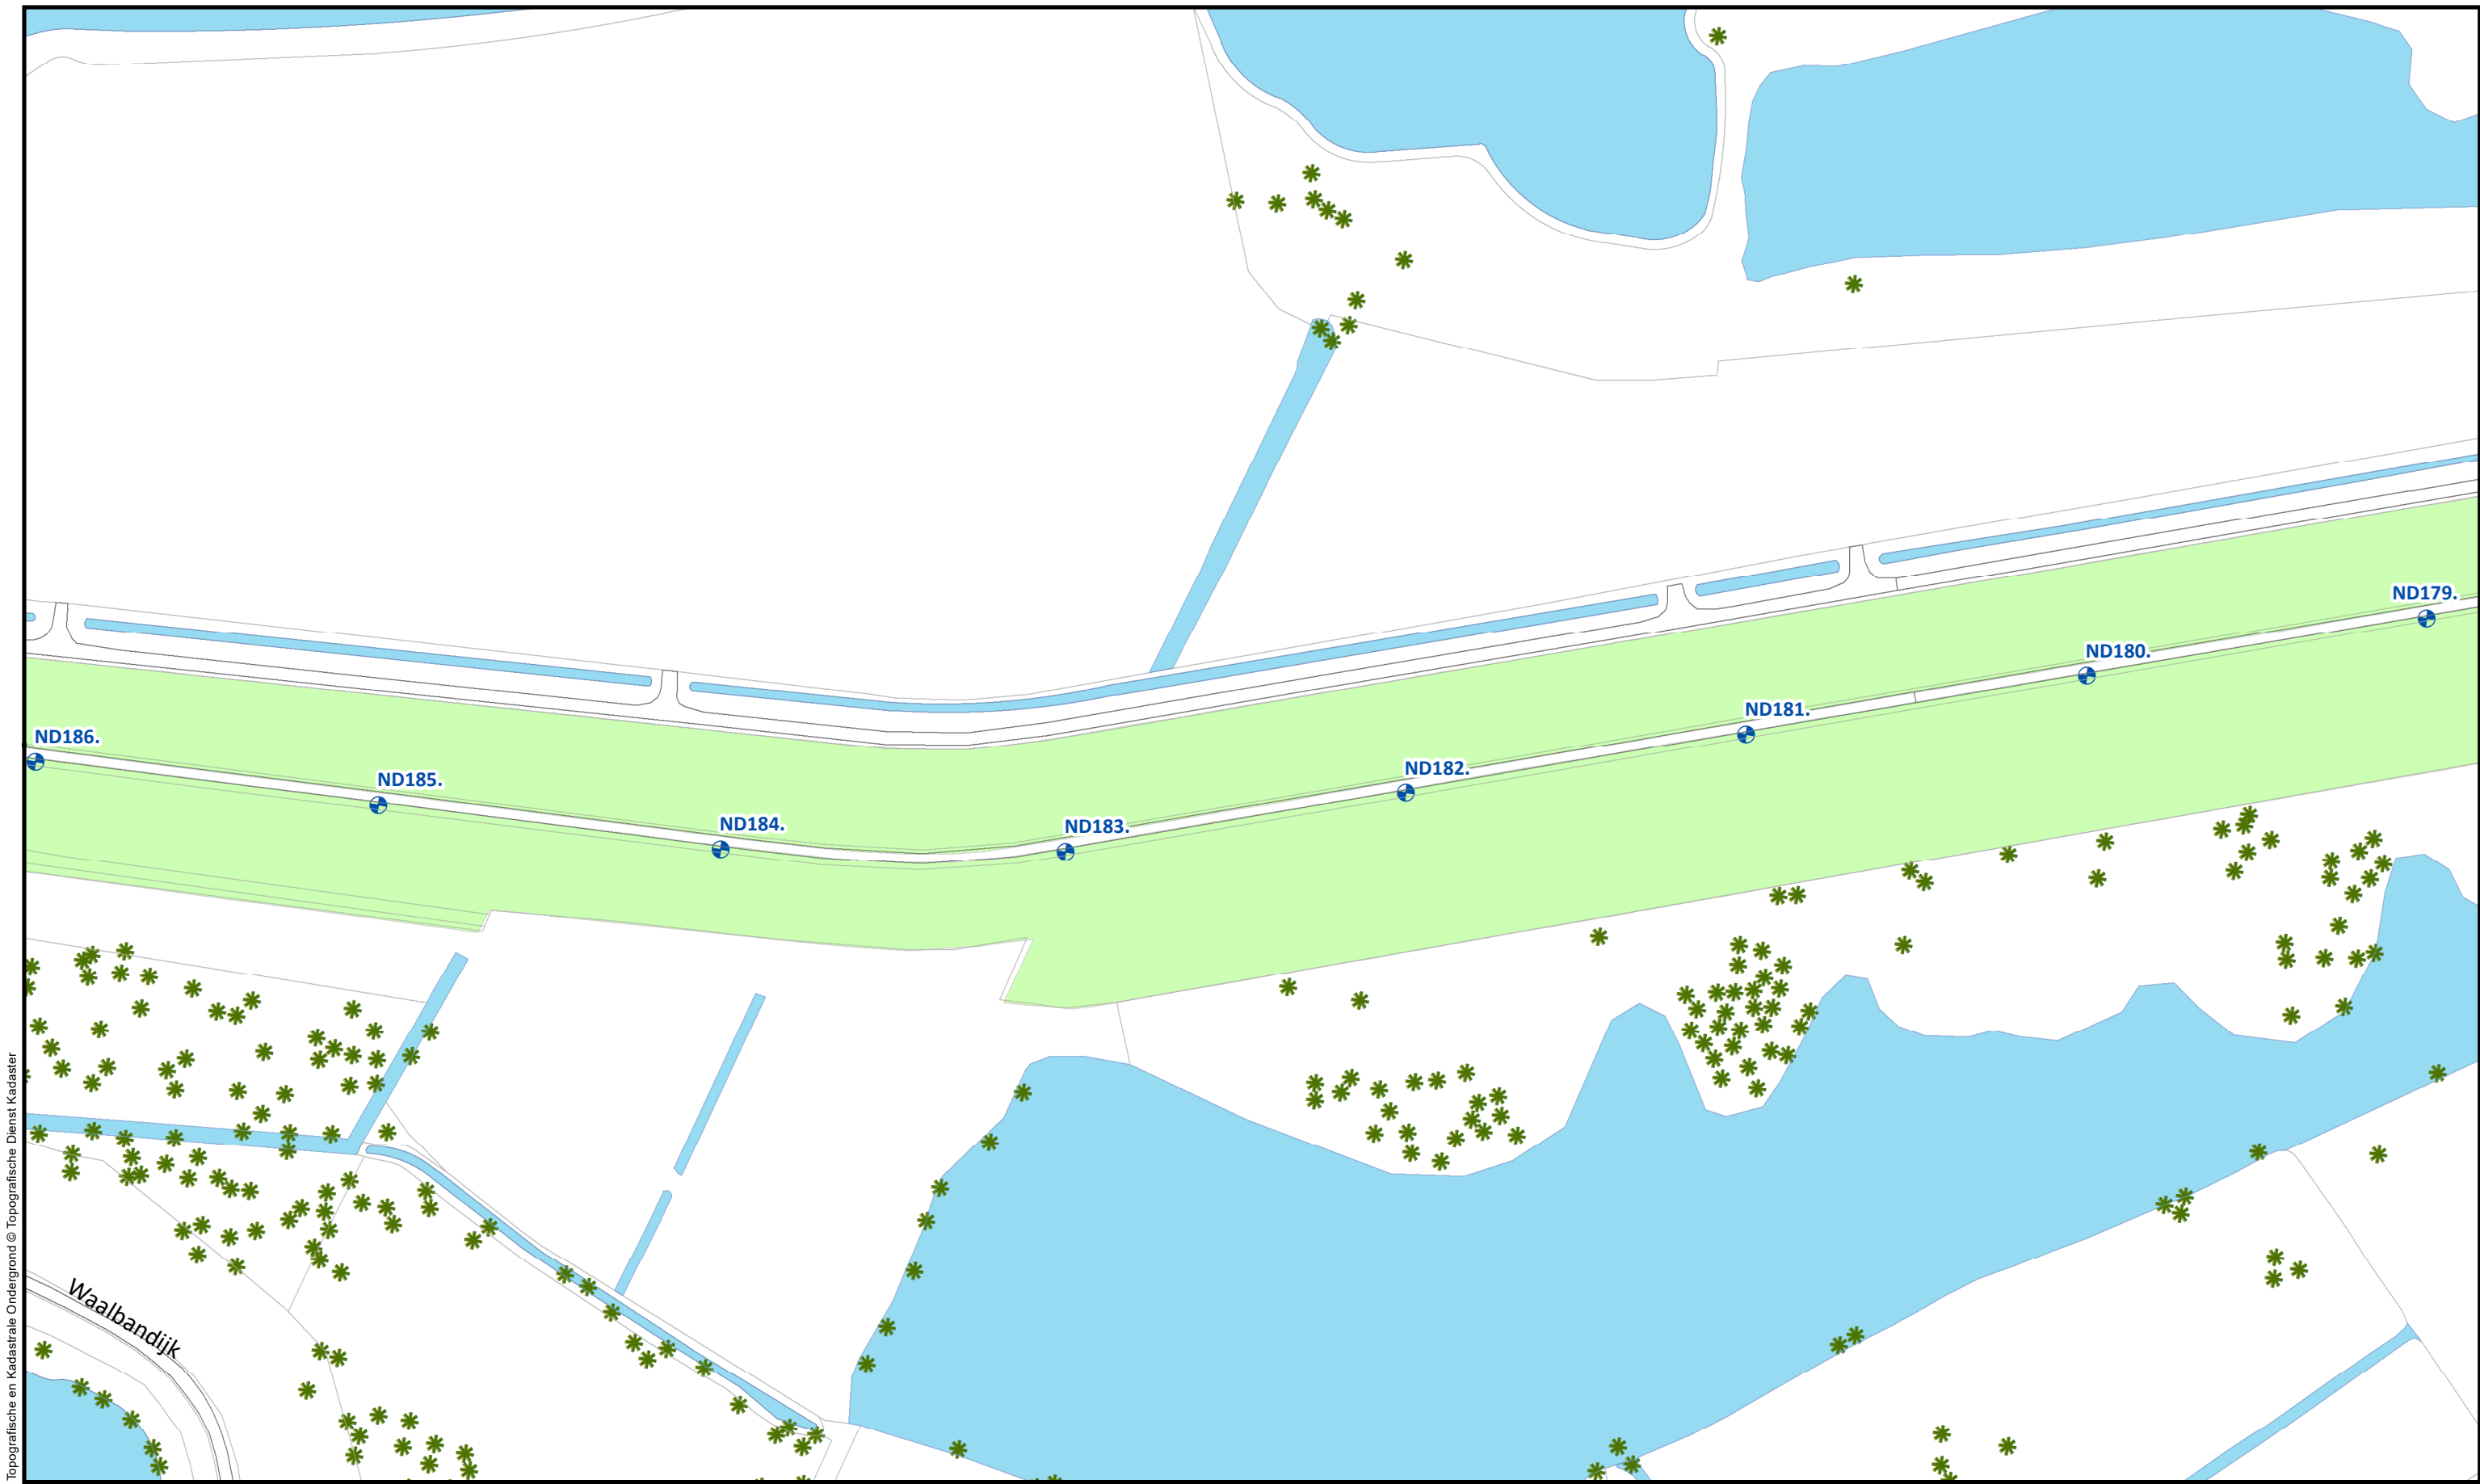 ND179.
ND180.
ND181.
ND186.
ND182.
ND185.
ND184.
ND183.
Waalbandijk
Topografische en Kadastrale Ondergrond © Topografische Dienst Kadaster